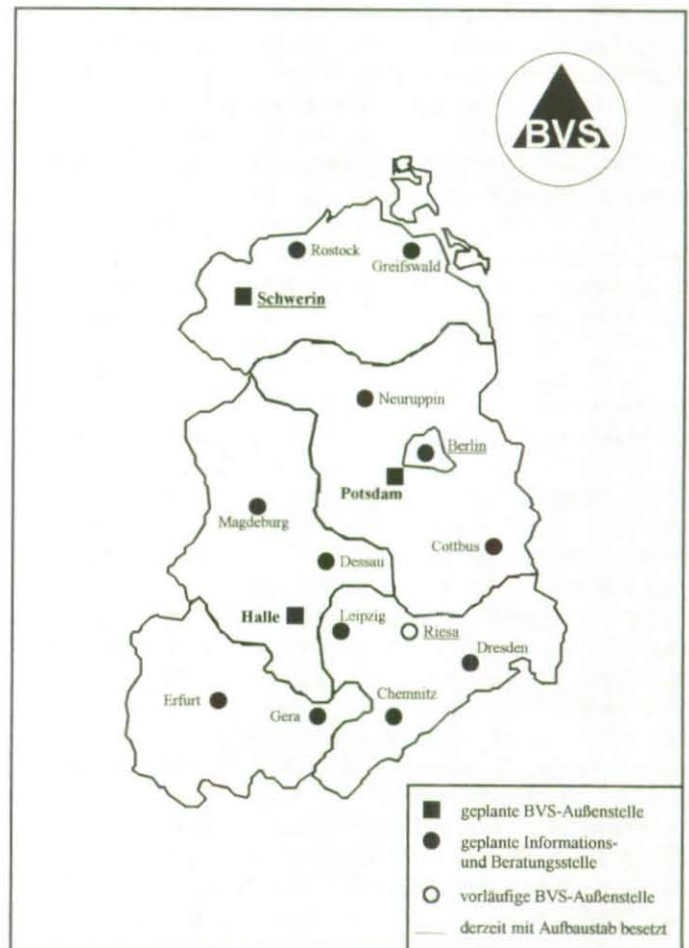 BVS
Rostock
Greifswald
Schwerin
Neuruppin
Berlin
Potsdam
Magdeburg
Cottbus
Dessau
Halle
Leipzig
Riesa
Dresden
Erfurt
Gera
Chemnitz
geplante BVS-Außenstelle
geplante Informations-
und Beratungsstelle
vorläufige BVS-Außenstelle
derzeit mit Aufbaustab besetzt